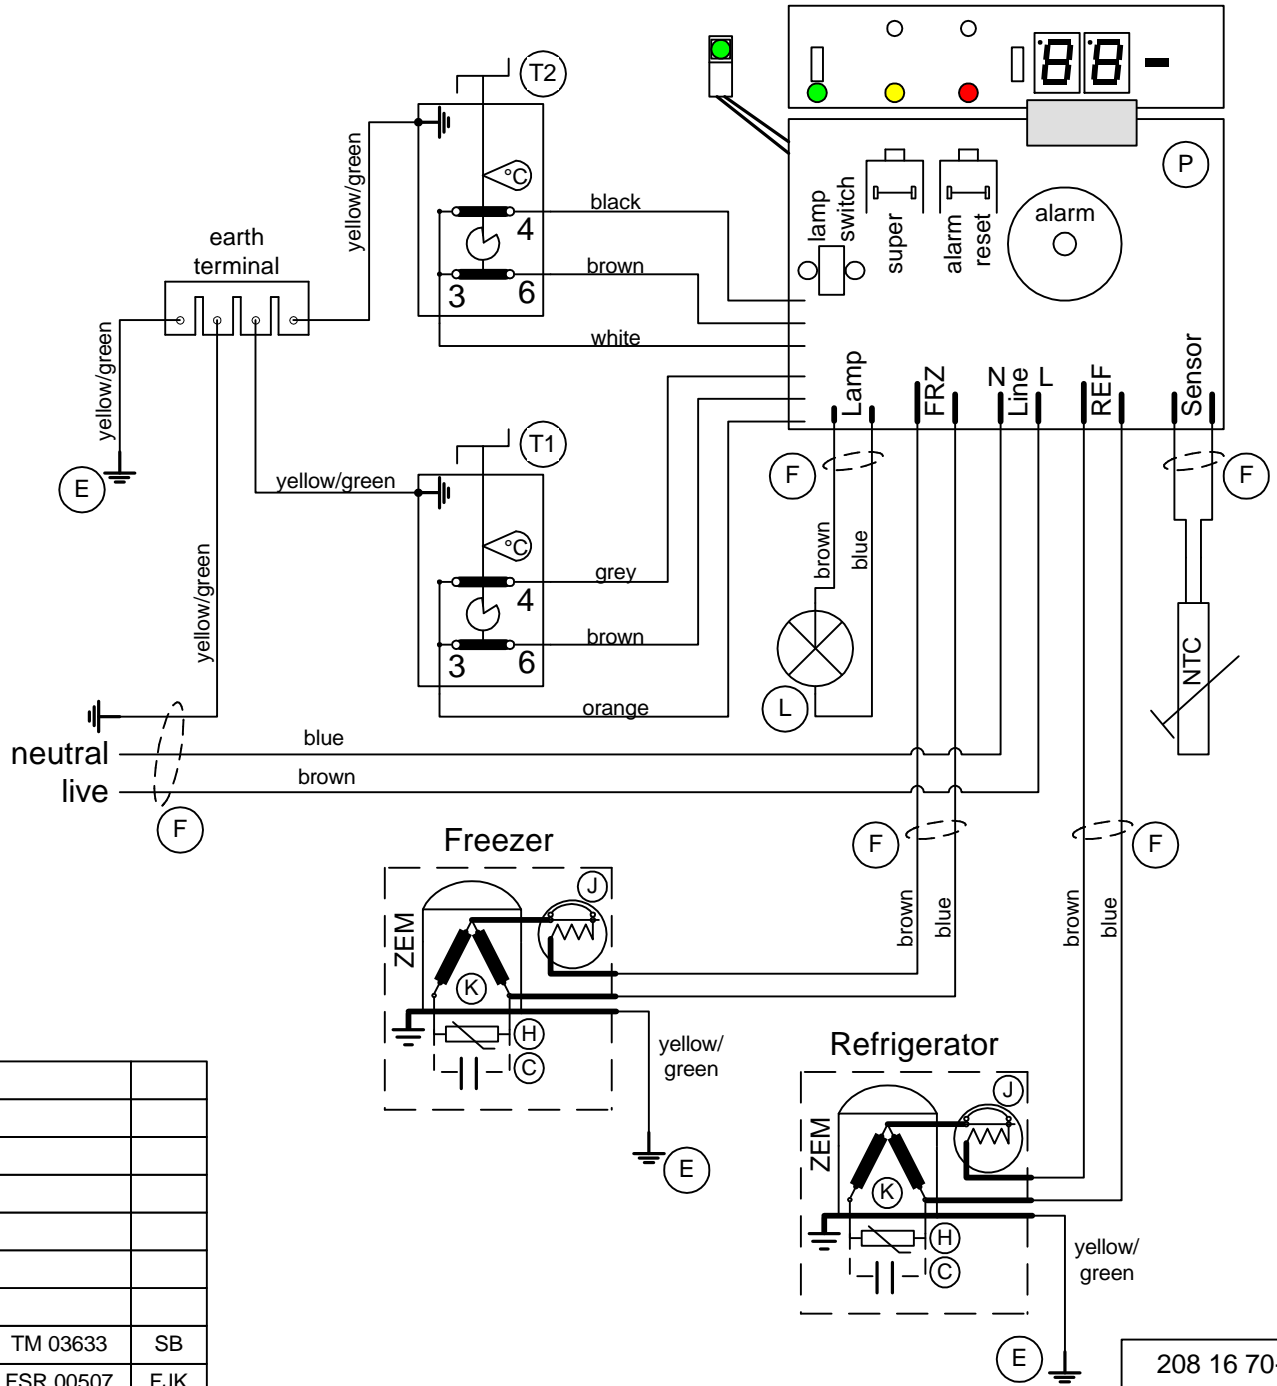 T2
P
yellow/green
°C
black
4
lamp
switch
super
alarm
reset
alarm
earth
terminal
brown
3
6
white
yellow/green
Lamp
FRZ
N
Line
L
REF
Sensor
T1
E
yellow/green
F
F
°C
brown
blue
grey
4
yellow/green
brown
3
6
NTC
orange
L
neutral
blue
live
brown
F
F
F
Freezer
J
ZEM
brown
blue
brown
blue
K
H
C
yellow/
green
Refrigerator
J
ZEM
E
K
H
C
yellow/
green
TM 03633
SB
E
208 16 70-
FSR 00507
FJK